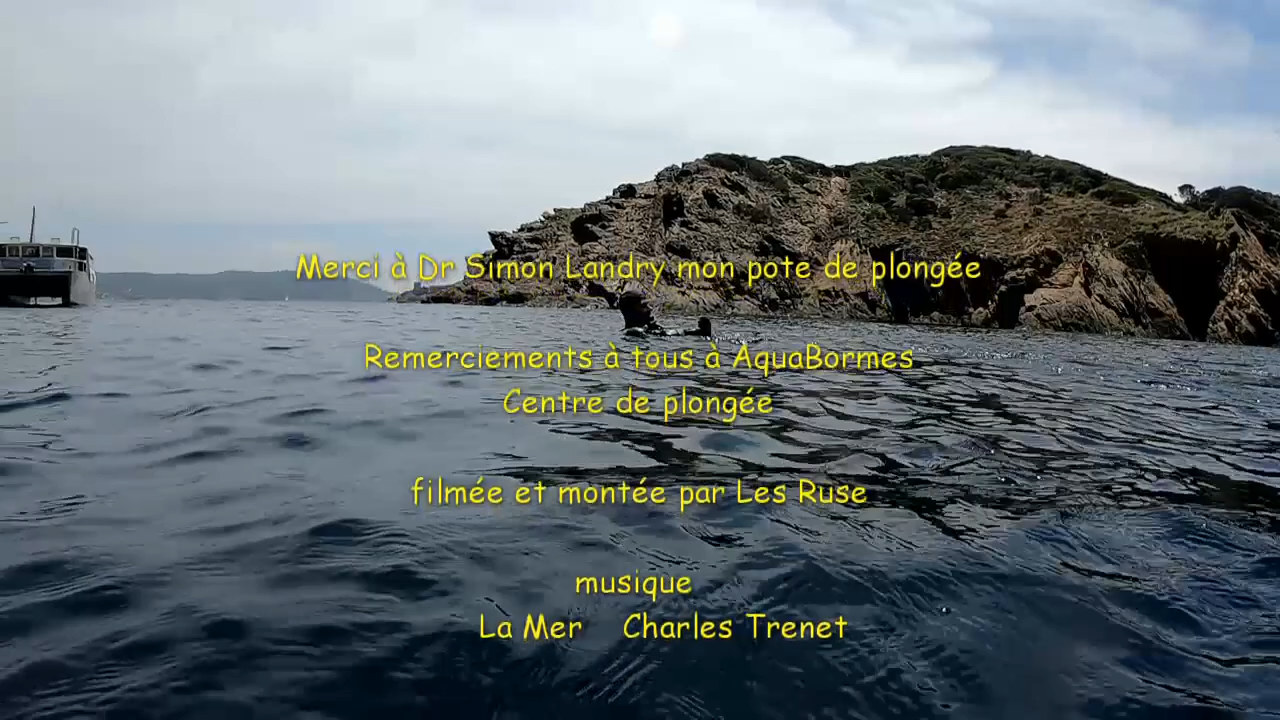 Merci à Dr Simon Landry mon pote de plongée
Remerciements à tous à AquaBormes
Centre de plongée
filmée et montée par Les Ruse
musique
La Mer Charles Trenet